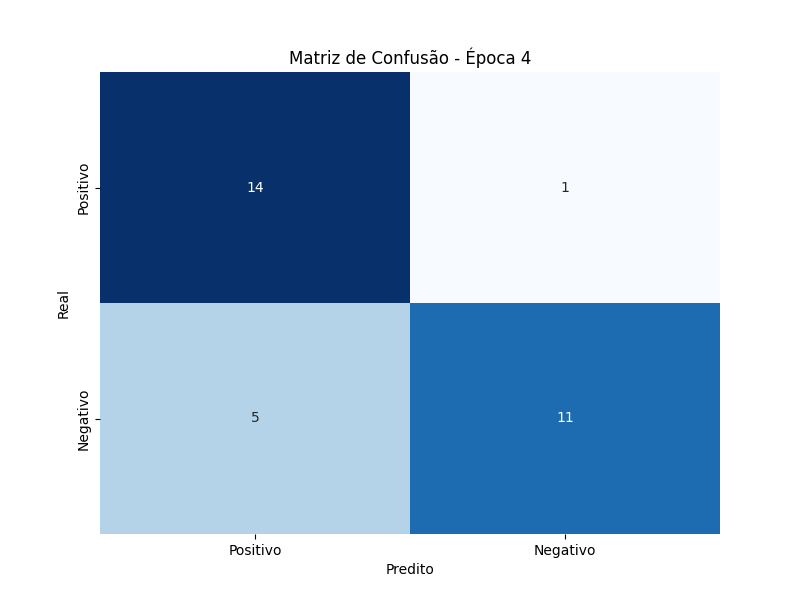 Matriz de Confusão - Época 4
Positivo
14
1
Real
Negativo
5
11
Positivo
Negativo
Predito